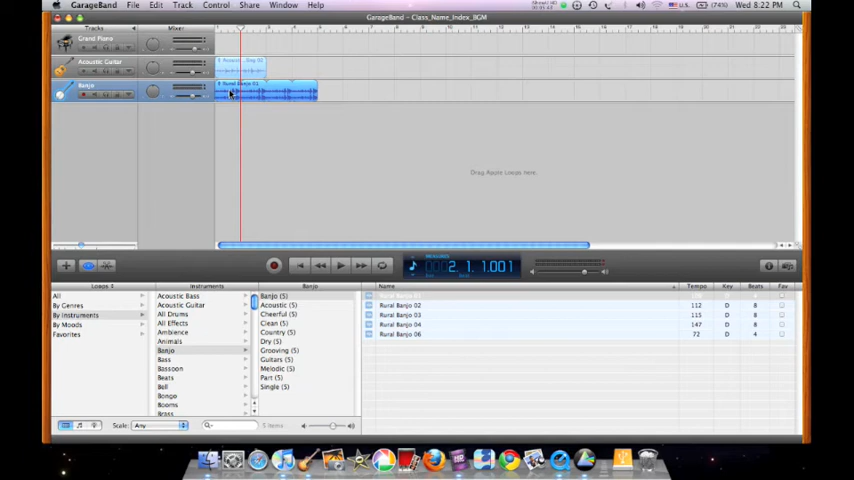 GarageBand File Edit Track Control Share Window Help
(74%) Wed 8:22 PM
GarageBand - Class_Name_Index_BGM
Tracks Mixer
Grand Piano
Acoustic Guitar
Banjo
Rural Banjo 01
Drag Apple Loops here.
MEASURES
2. 1. 1.001
Loops Instruments Banjo Name Tempo Key Beats Fav
All
By Genres
By Instruments
By Moods
Favorites
Acoustic Bass
Acoustic Guitar
All Drums
All Effects
Ambience
Animals
Banjo
Bass
Bassoon
Beats
Bell
Bongo
Booms
Brass
Banjo (5)
Acoustic (5)
Cheerful (5)
Clean (5)
Country (5)
Dry (5)
Grooving (5)
Guitars (5)
Melodic (5)
Part (5)
Single (5)
Rural Banjo 02 112 D 8
Rural Banjo 03 115 D 8
Rural Banjo 04 147 D 8
Rural Banjo 06 72 D 4
Scale: Any 5 items